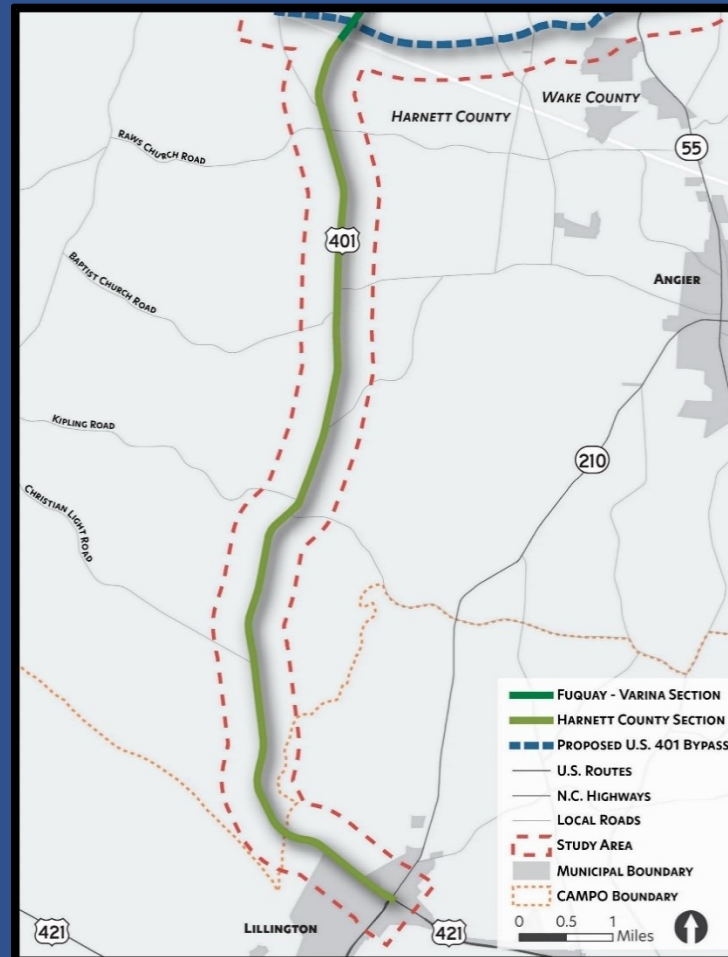 WAKE COUNTY
HARNETT COUNTY
RAWS CHURCH ROAD
55
401
BAPTIST CHURCH ROAD
ANGIER
KIPLING ROAD
210
CHRISTIAN LIGHT ROAD
FUQUAY - VARINA SECTION
HARNETT COUNTY SECTION
PROPOSED U.S. 401 BYPASS
U.S. ROUTES
N.C. HIGHWAYS
LOCAL ROADS
STUDY AREA
MUNICIPAL BOUNDARY
CAMPO BOUNDARY
0 0.5 1
Miles
LILLINGTON
421
421